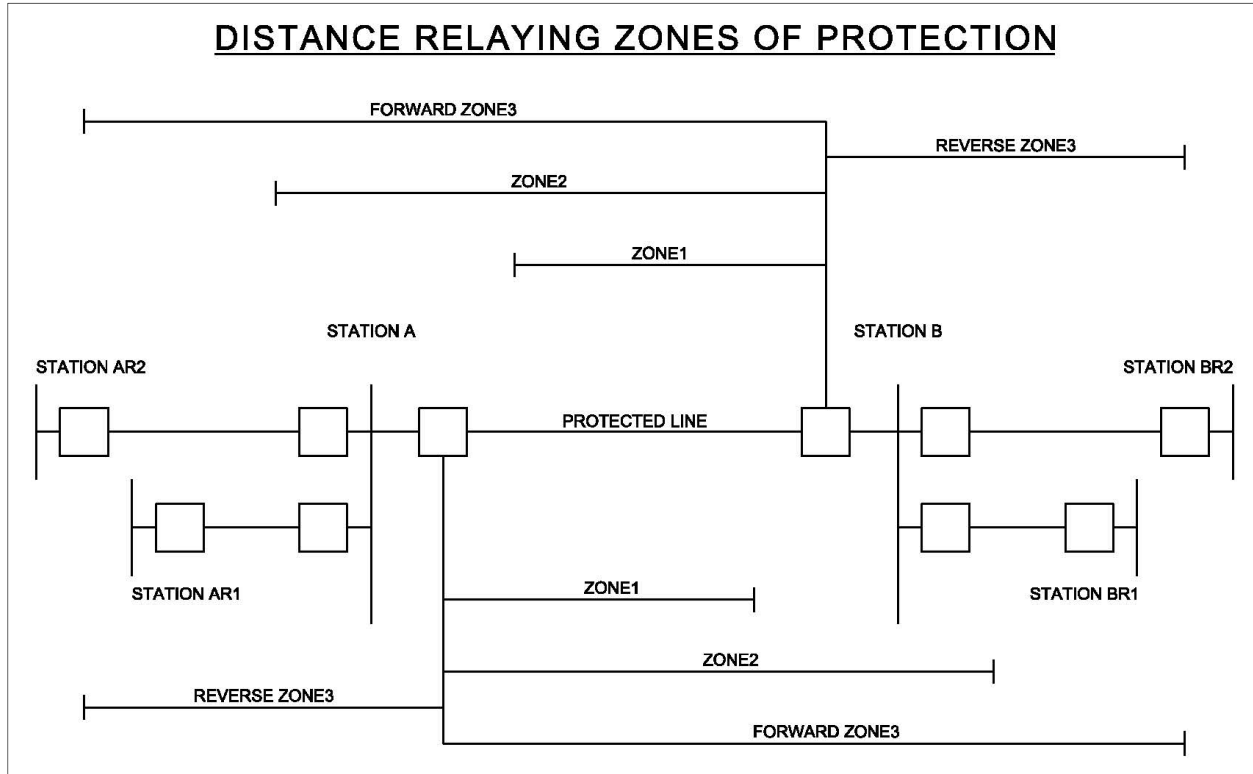 DISTANCE RELAYING ZONES OF PROTECTION
FORWARD ZONE3
REVERSE ZONE3
ZONE2
ZONE1
STATION A
STATION B
STATION AR2
STATION BR2
PROTECTED LINE
ZONE1
STATION AR1
STATION BR1
ZONE2
REVERSE ZONE3
FORWARD ZONE3